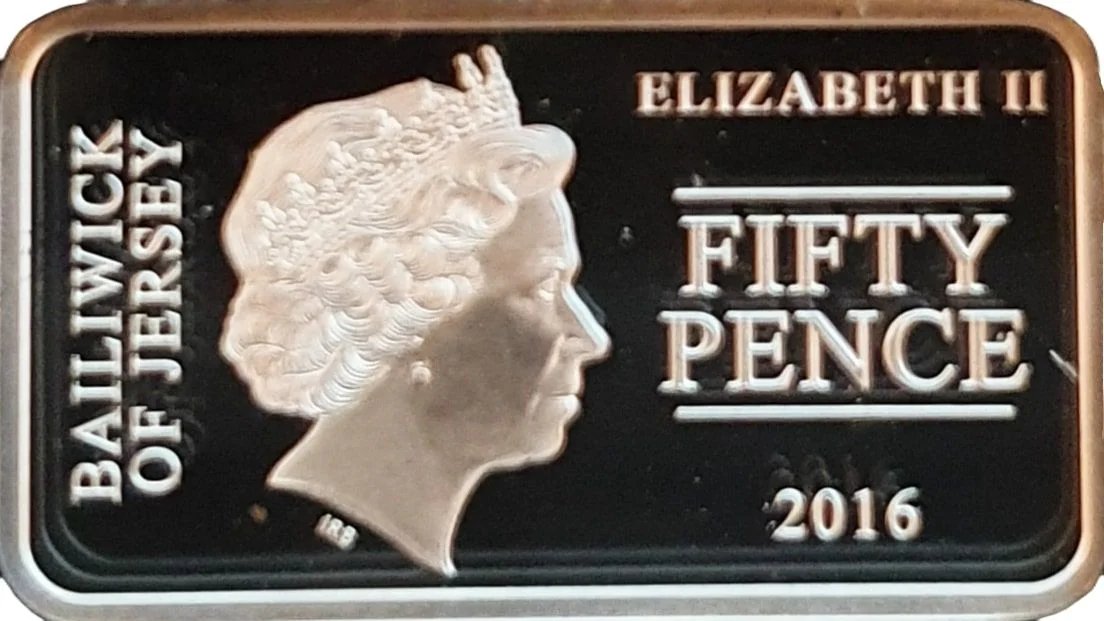 BAILIWICK
OF JERSEY
ELIZABETH II
FIFTY
PENCE
2016
IRB